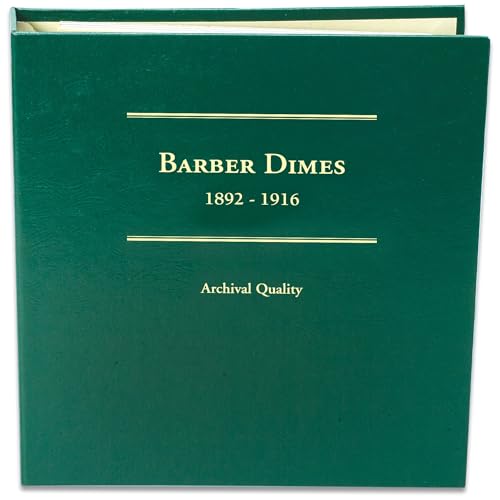 BARBER DIMES
1892 - 1916
Archival Quality